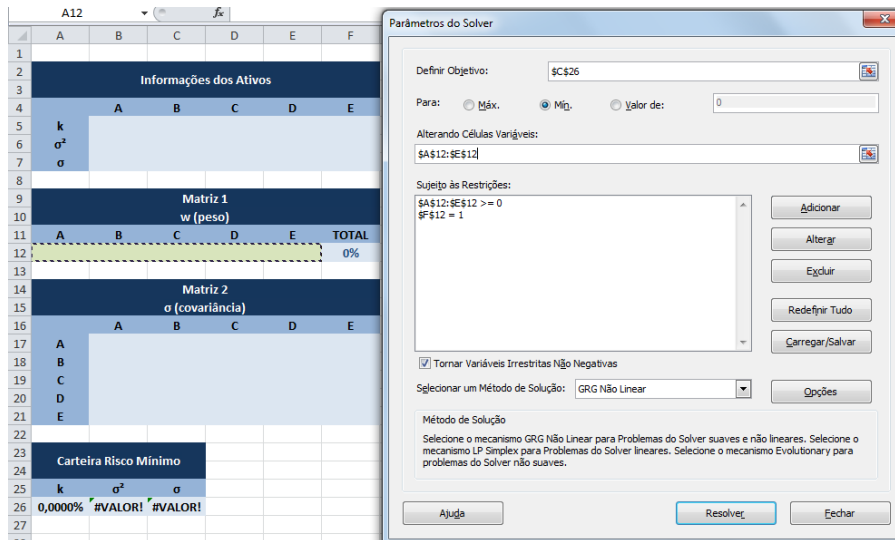 A12
fx
A B C D E F
1
2
Informações dos Ativos
3
4 A B C D E
5 k
6 σ²
7 σ
8
9 Matriz 1
10 w (peso)
11 A B C D E TOTAL
12 0%
13
14 Matriz 2
15 σ (covariância)
16 A B C D E
17 A
18 B
19 C
20 D
21 E
22
23
Carteira Risco Mínimo
24
25 k σ² σ
26 0,0000% #VALOR! #VALOR!
27
Parâmetros do Solver
Definir Objetivo: $C$26
Para: Máx. Mín. Valor de: 0
Alterando Células Variáveis:
$A$12:$E$12
Sujeito às Restrições:
$A$12:$E$12 >= 0
$F$12 = 1
Adicionar
Alterar
Excluir
Redefinir Tudo
Carregar/Salvar
Tornar Variáveis Irrestritas Não Negativas
Selecionar um Método de Solução: GRG Não Linear
Opções
Método de Solução
Selecione o mecanismo GRG Não Linear para Problemas do Solver suaves e não lineares. Selecione o
mecanismo LP Simplex para Problemas do Solver lineares. Selecione o mecanismo Evolutionary para
problemas do Solver não suaves.
Ajuda
Resolver
Fechar